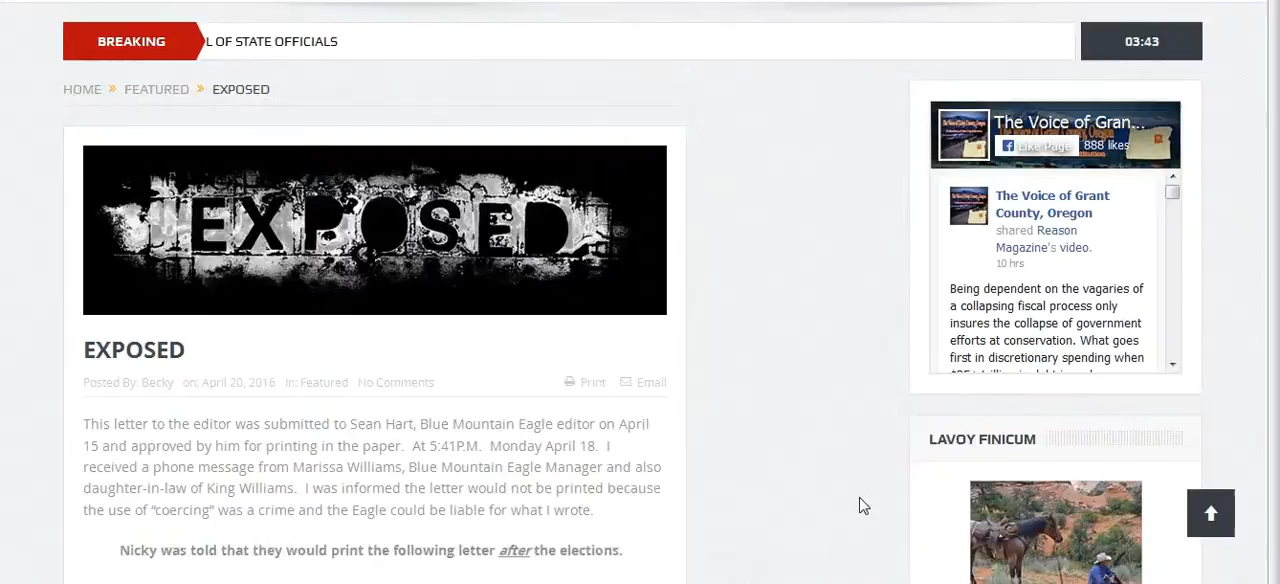 BREAKING
L OF STATE OFFICIALS
03:43
HOME » FEATURED » EXPOSED
EXPOSED
EXPOSED
Posted By: Becky on: April 20, 2016 In: Featured No Comments
Print Email
This letter to the editor was submitted to Sean Hart, Blue Mountain Eagle editor on April
15 and approved by him for printing in the paper. At 5:41P.M. Monday April 18. I
received a phone message from Marissa Williams, Blue Mountain Eagle Manager and also
daughter-in-law of King Williams. I was informed the letter would not be printed because
the use of “coercing” was a crime and the Eagle could be liable for what I wrote.
Nicky was told that they would print the following letter after the elections.
The Voice of Gran...
Like Page 888 likes
The Voice of Grant
County, Oregon
shared Reason
Magazine's video.
10 hrs
Being dependent on the vagaries of
a collapsing fiscal process only
insures the collapse of government
efforts at conservation. What goes
first in discretionary spending when
LAVOY FINICUM